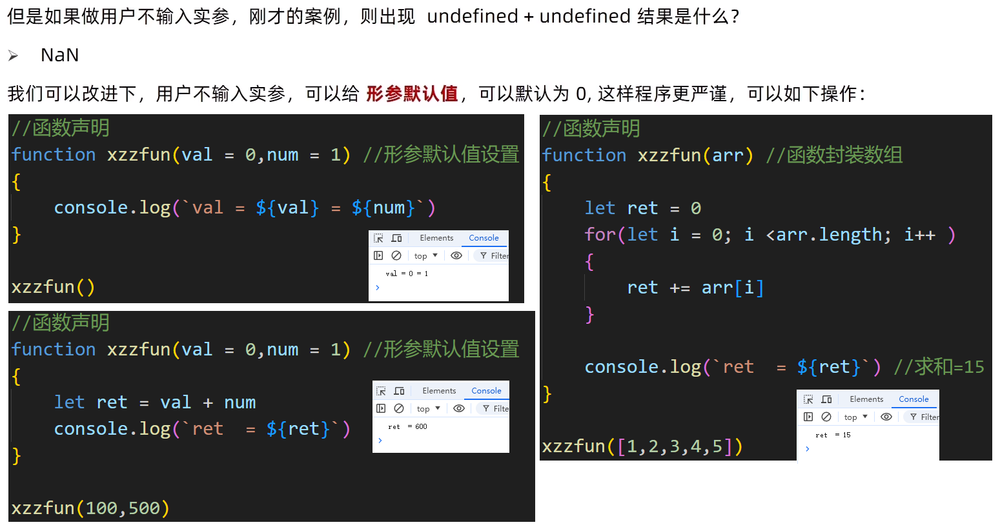 但是如果做用户不输入实参，刚才的案例，则出现 undefined + undefined 结果是什么？
➢ NaN
我们可以改进下，用户不输入实参，可以给 形参默认值，可以默认为 0, 这样程序更严谨，可以如下操作：
//函数声明
function xzzfun(val = 0,num = 1) //形参默认值设置
{
console.log(`val = ${val} = ${num}`)
}
xzzfun()
Elements Console
top ▼ Filter
val = 0 = 1
>
//函数声明
function xzzfun(val = 0,num = 1) //形参默认值设置
{
let ret = val + num
console.log(`ret  = ${ret}`)
}
xzzfun(100,500)
Elements Console
top ▼ Filte
ret  = 600
>
//函数声明
function xzzfun(arr) //函数封装数组
{
let ret = 0
for(let i = 0; i <arr.length; i++ )
{
ret += arr[i]
}
console.log(`ret  = ${ret}`) //求和=15
}
xzzfun([1,2,3,4,5])
Elements Console
top ▼ Filter
ret  = 15
>